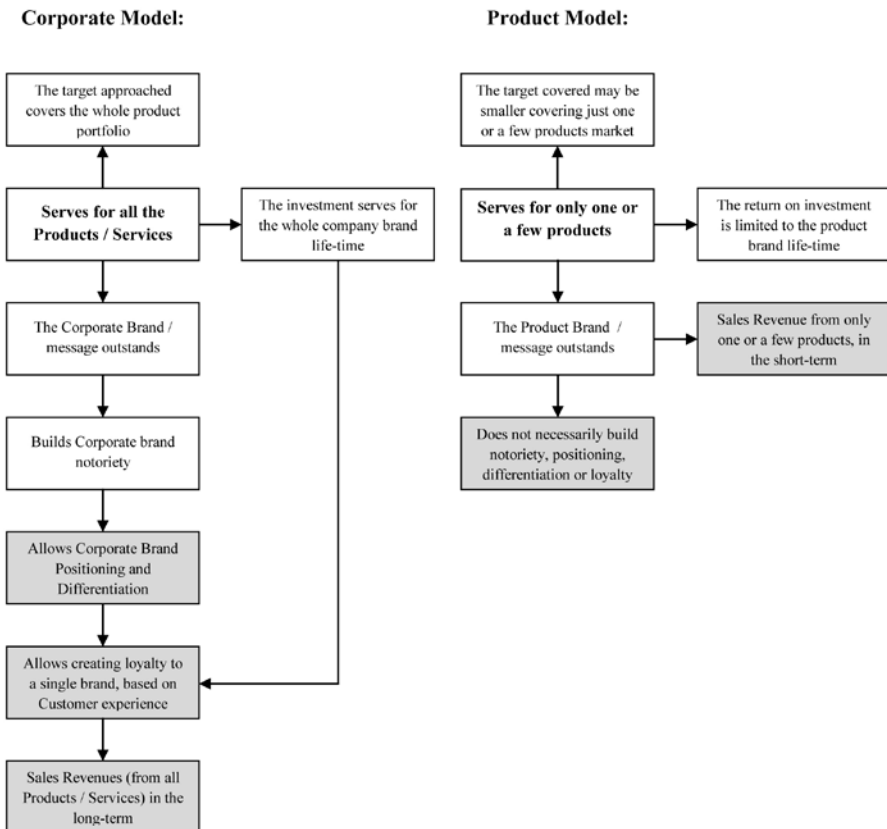 Corporate Model:
The target approached
covers the whole product
portfolio
Serves for all the
Products / Services
The investment serves for
the whole company brand
life-time
The Corporate Brand /
message outstands
Builds Corporate brand
notoriety
Allows Corporate Brand
Positioning and
Differentiation
Allows creating loyalty to
a single brand, based on
Customer experience
Sales Revenues (from all
Products / Services) in the
long-term
Product Model:
The target covered may be
smaller covering just one
or a few products market
Serves for only one or
a few products
The return on investment
is limited to the product
brand life-time
The Product Brand /
message outstands
Sales Revenue from only
one or a few products, in
the short-term
Does not necessarily build
notoriety, positioning,
differentiation or loyalty